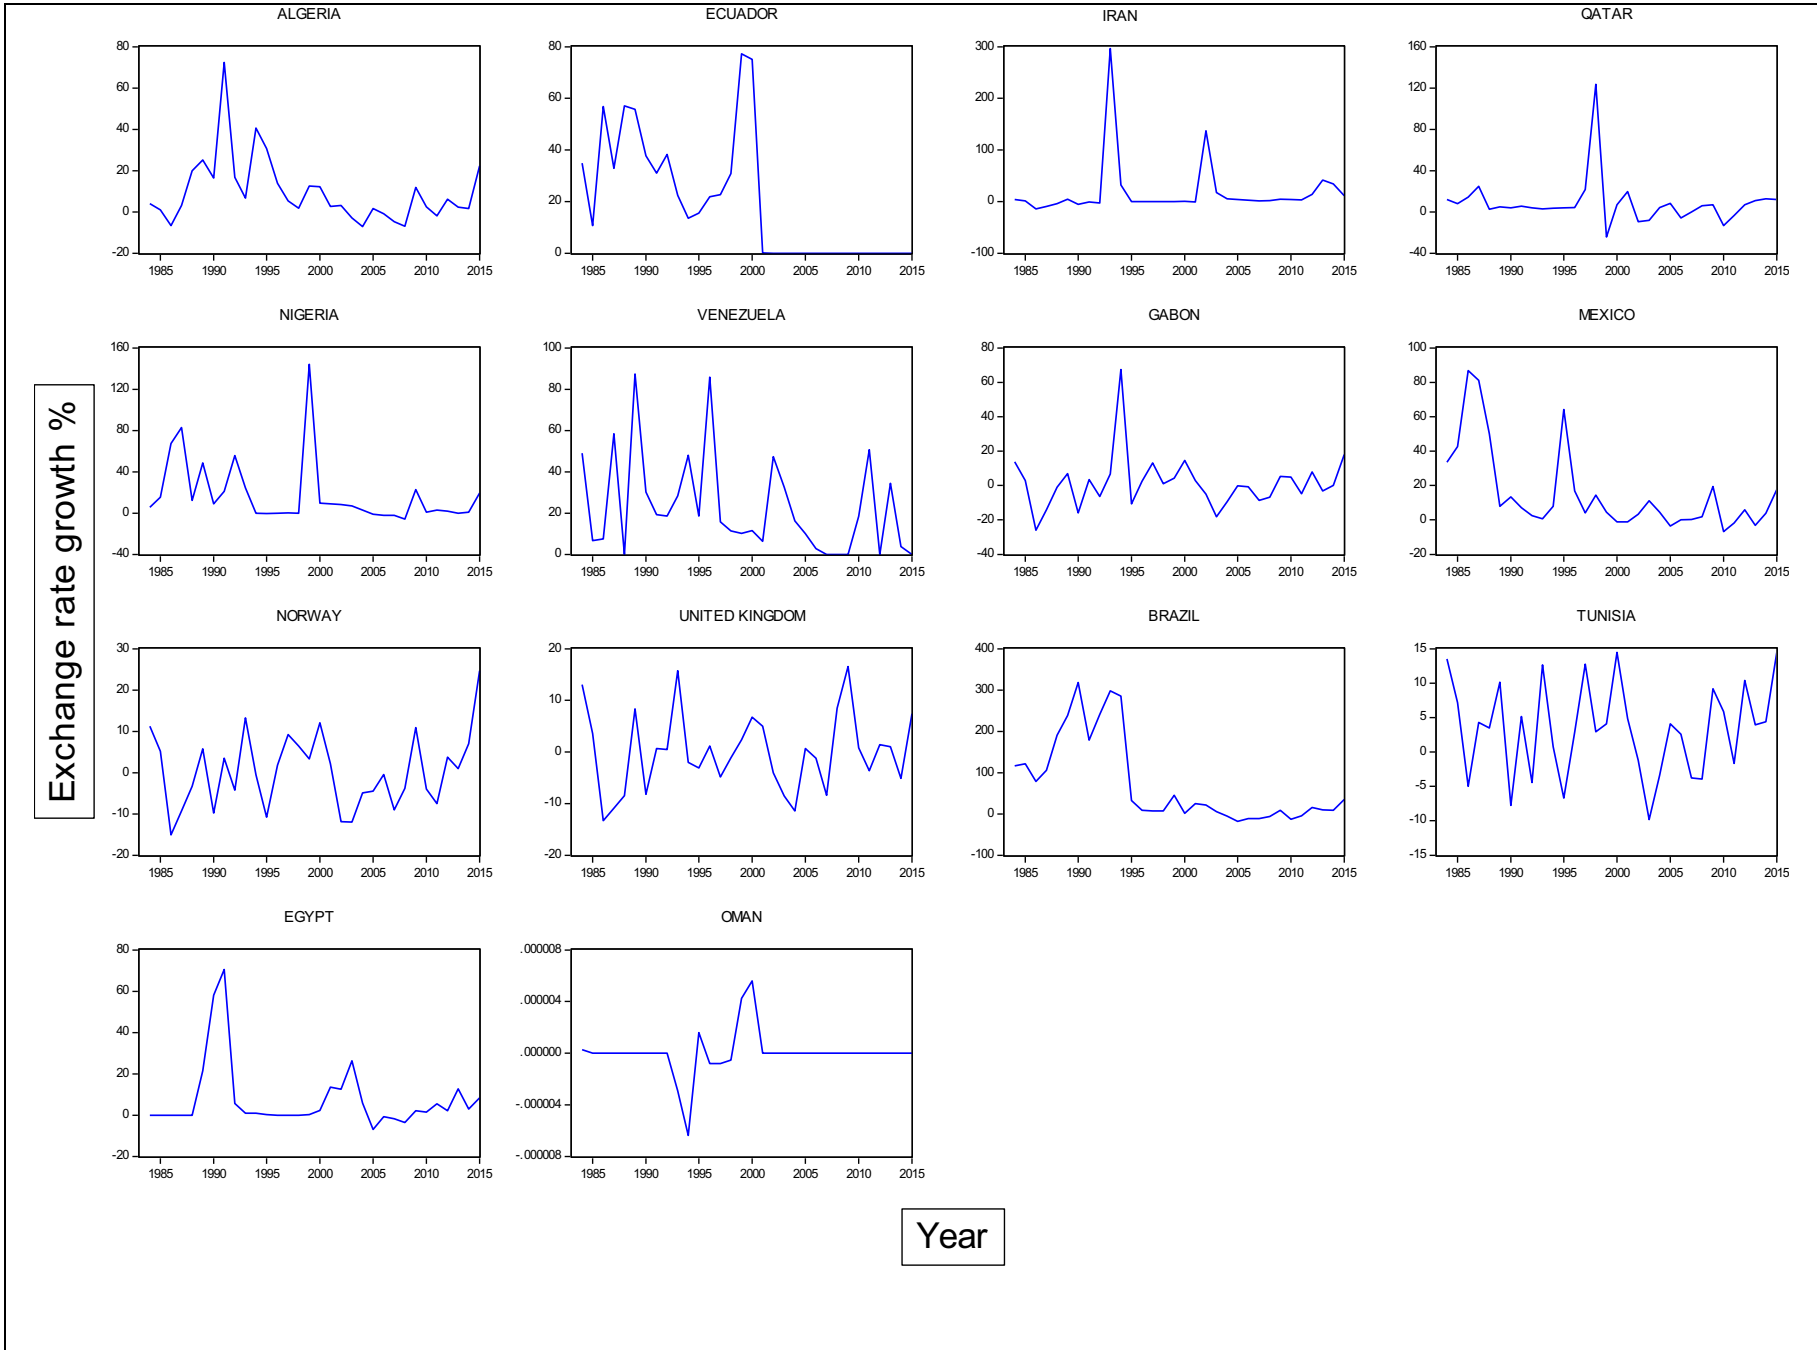 ALGERIA
80
60
40
20
0
-20
1985 1990 1995 2000 2005 2010 2015
ECUADOR
80
60
40
20
0
1985 1990 1995 2000 2005 2010 2015
IRAN
300
200
100
0
-100
1985 1990 1995 2000 2005 2010 2015
QATAR
160
120
80
40
0
-40
1985 1990 1995 2000 2005 2010 2015
NIGERIA
160
120
80
40
0
-40
1985 1990 1995 2000 2005 2010 2015
VENEZUELA
100
80
60
40
20
0
1985 1990 1995 2000 2005 2010 2015
GABON
80
60
40
20
0
-20
-40
1985 1990 1995 2000 2005 2010 2015
MEXICO
100
80
60
40
20
0
-20
1985 1990 1995 2000 2005 2010 2015
Exchange rate growth %
NORWAY
30
20
10
0
-10
-20
1985 1990 1995 2000 2005 2010 2015
UNITED KINGDOM
20
10
0
-10
-20
1985 1990 1995 2000 2005 2010 2015
BRAZIL
400
300
200
100
0
-100
1985 1990 1995 2000 2005 2010 2015
TUNISIA
15
10
5
0
-5
-10
-15
1985 1990 1995 2000 2005 2010 2015
EGYPT
80
60
40
20
0
-20
1985 1990 1995 2000 2005 2010 2015
OMAN
.000008
.000004
.000000
-.000004
-.000008
1985 1990 1995 2000 2005 2010 2015
Year